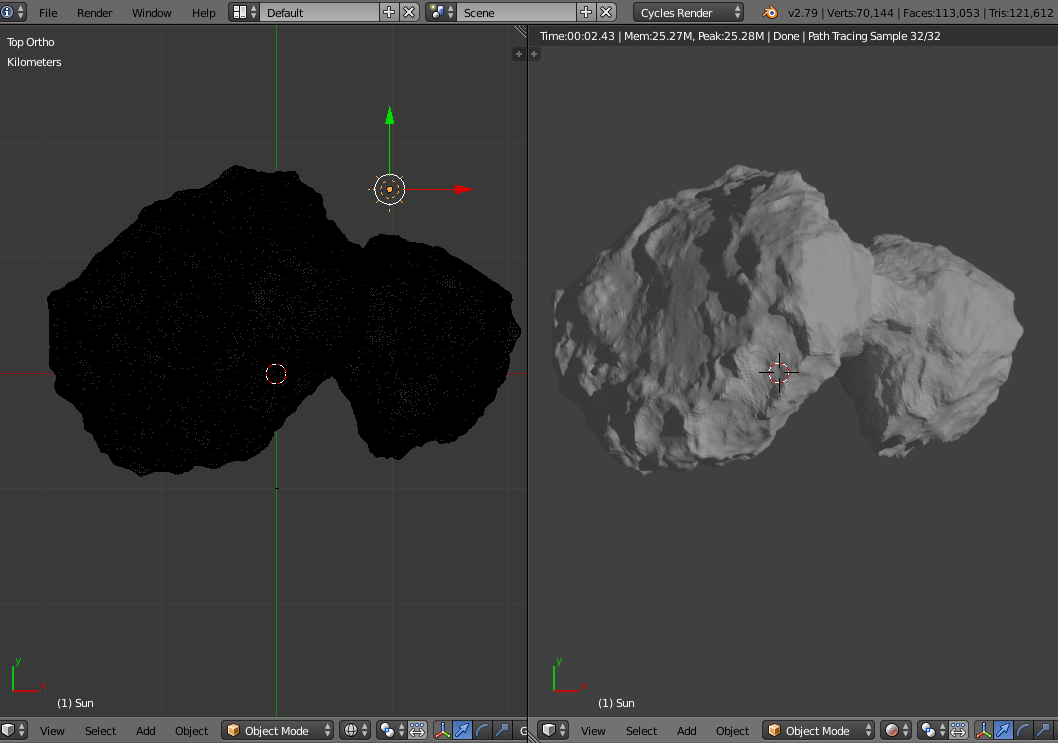 File Render Window Help Default Scene Cycles Render v2.79 | Verts:70,144 | Faces:113,053 | Tris:121,612
Time:00:02.43 | Mem:25.27M, Peak:25.28M | Done | Path Tracing Sample 32/32
Top Ortho
Kilometers
y
x
(1) Sun
y
x
(1) Sun
View Select Add Object Object Mode G
View Select Add Object Object Mode